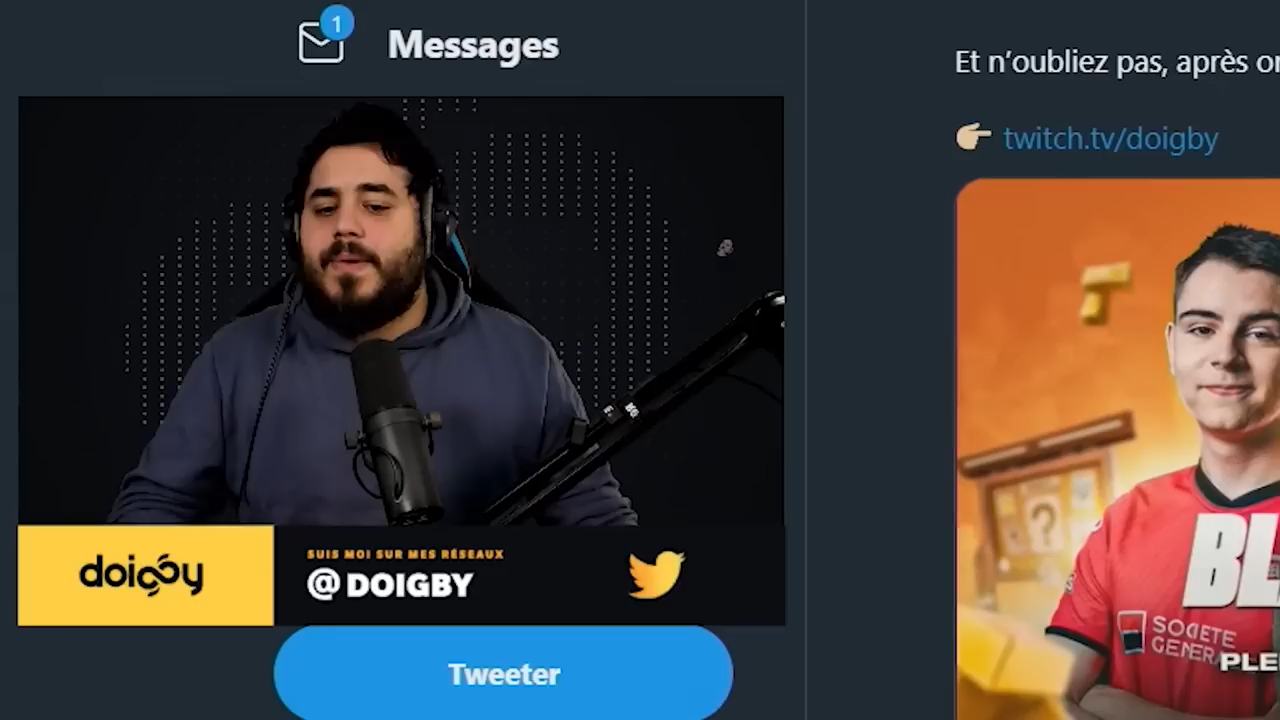 1
Messages
Et n’oubliez pas, après
👉 twitch.tv/doigby
doigby
SUIS MOI SUR MES RÉSEAUX
@DOIGBY
Tweeter
BL
SOCIETE
GENERA
PLE